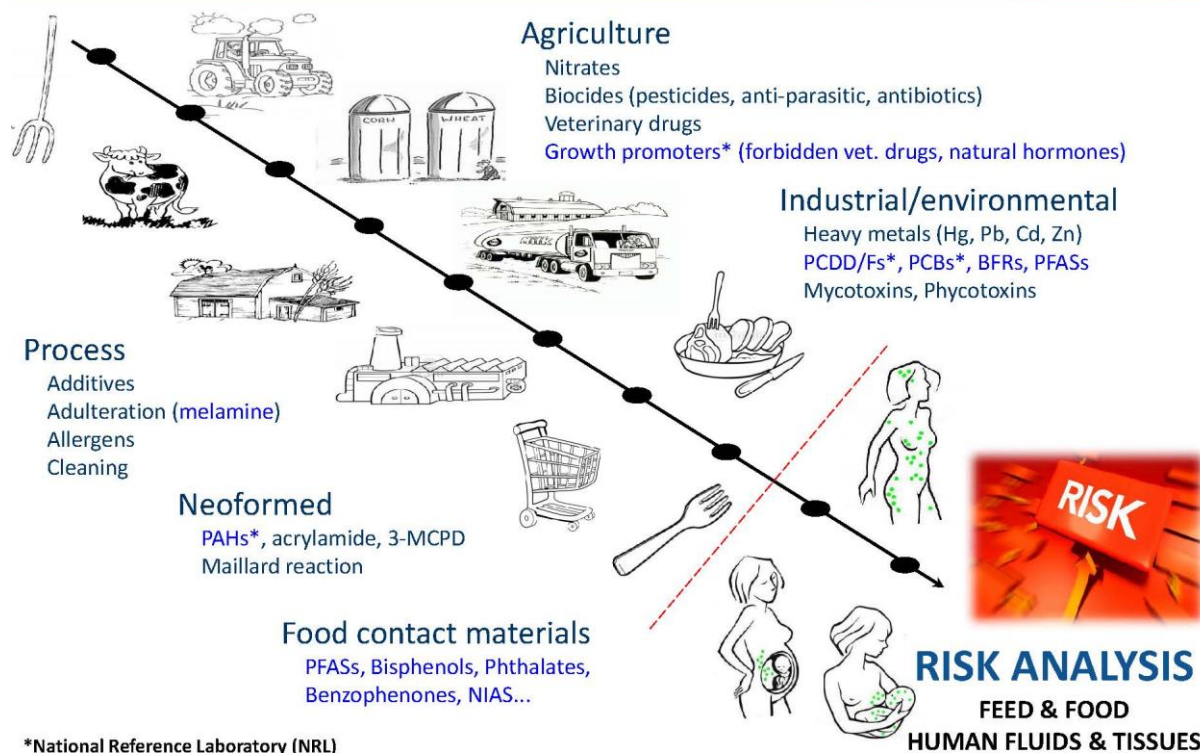 Agriculture
Nitrates
Biocides (pesticides, anti-parasitic, antibiotics)
Veterinary drugs
Growth promoters* (forbidden vet. drugs, natural hormones)
CORN
WHEAT
Industrial/environmental
Heavy metals (Hg, Pb, Cd, Zn)
PCDD/Fs*, PCBs*, BFRs, PFASs
Mycotoxins, Phycotoxins
MILK
Process
Additives
Adulteration (melamine)
Allergens
Cleaning
Neoformed
PAHs*, acrylamide, 3-MCPD
Maillard reaction
RISK
Food contact materials
PFASs, Bisphenols, Phthalates,
Benzophenones, NIAS...
RISK ANALYSIS
FEED & FOOD
HUMAN FLUIDS & TISSUES
*National Reference Laboratory (NRL)